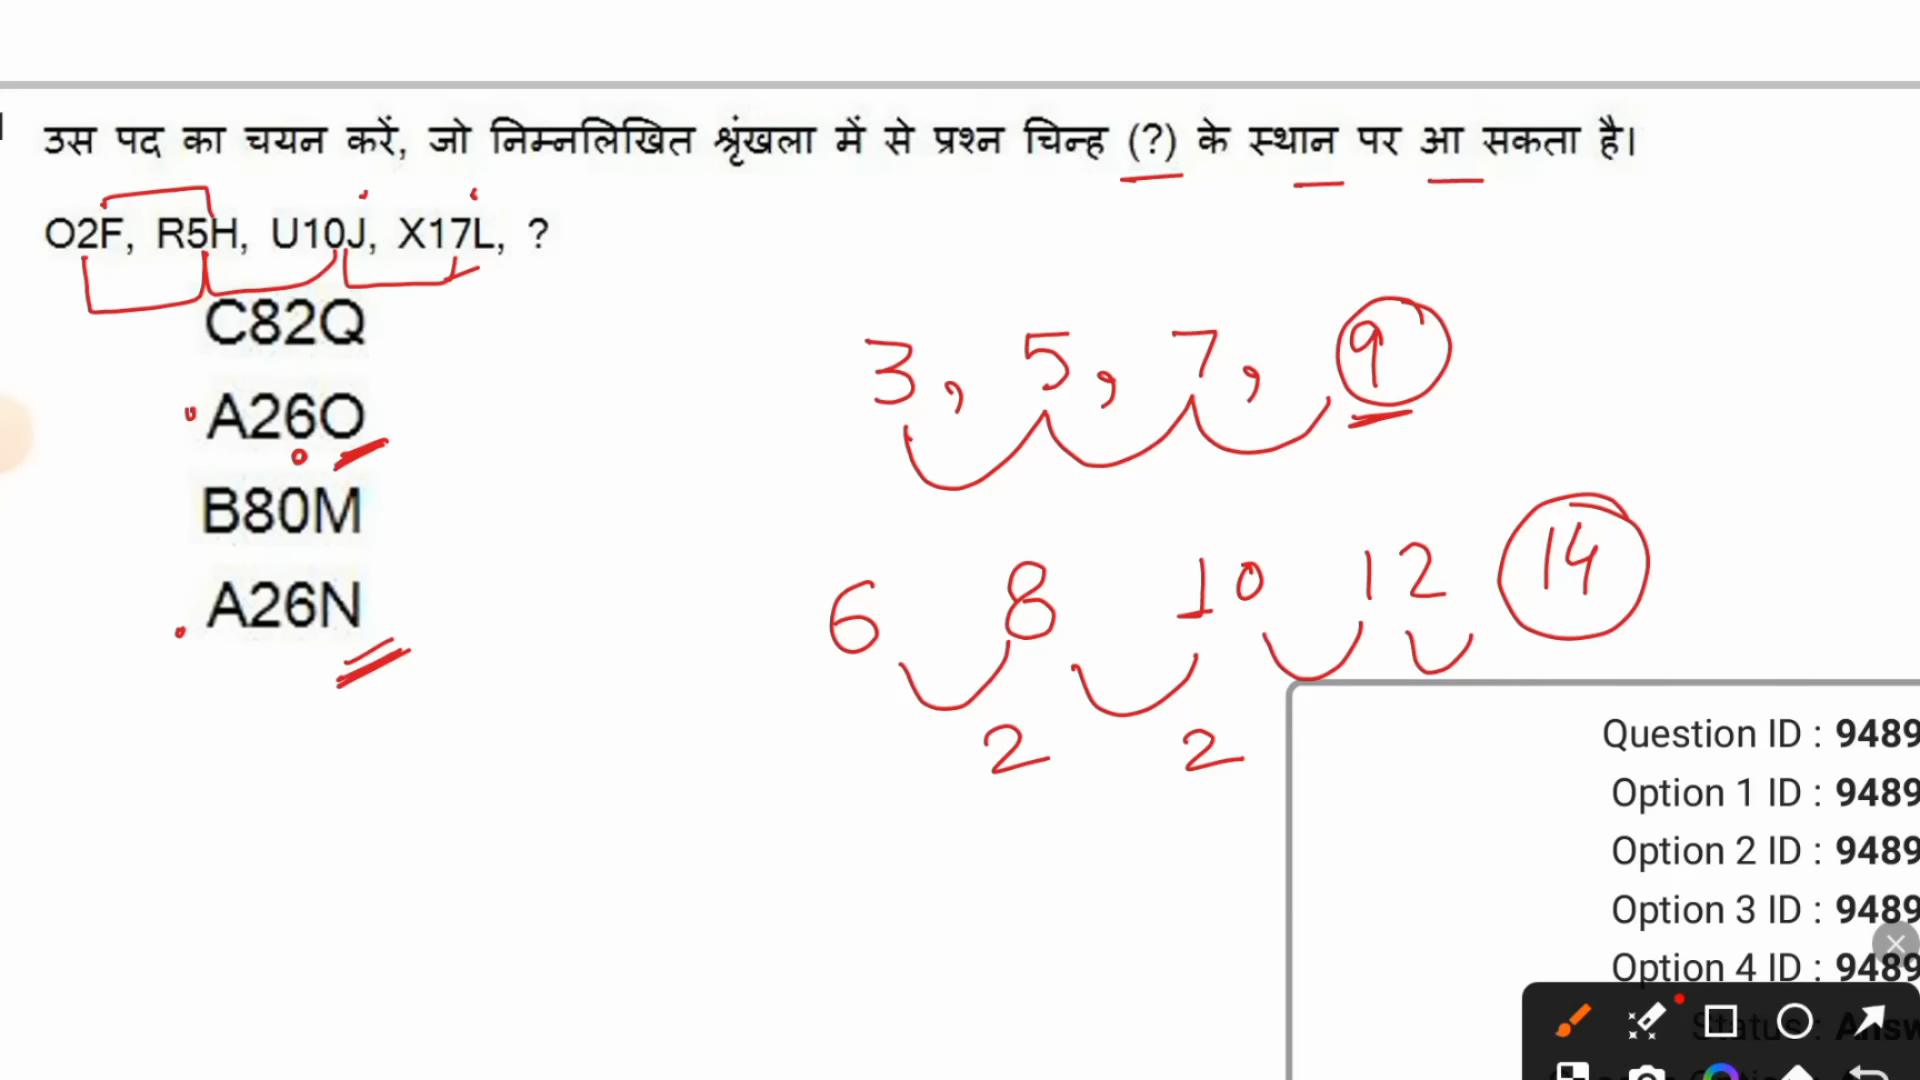 उस पद का चयन करें, जो निम्नलिखित श्रृंखला में से प्रश्न चिन्ह (?) के स्थान पर आ सकता है।
O2F, R5H, U10J, X17L, ?
C82Q
A26O
B80M
A26N
3, 5, 7, 9
6 8 10 12 14
2 2
Question ID : 9489
Option 1 ID : 9489
Option 2 ID : 9489
Option 3 ID : 9489
Option 4 ID : 9489